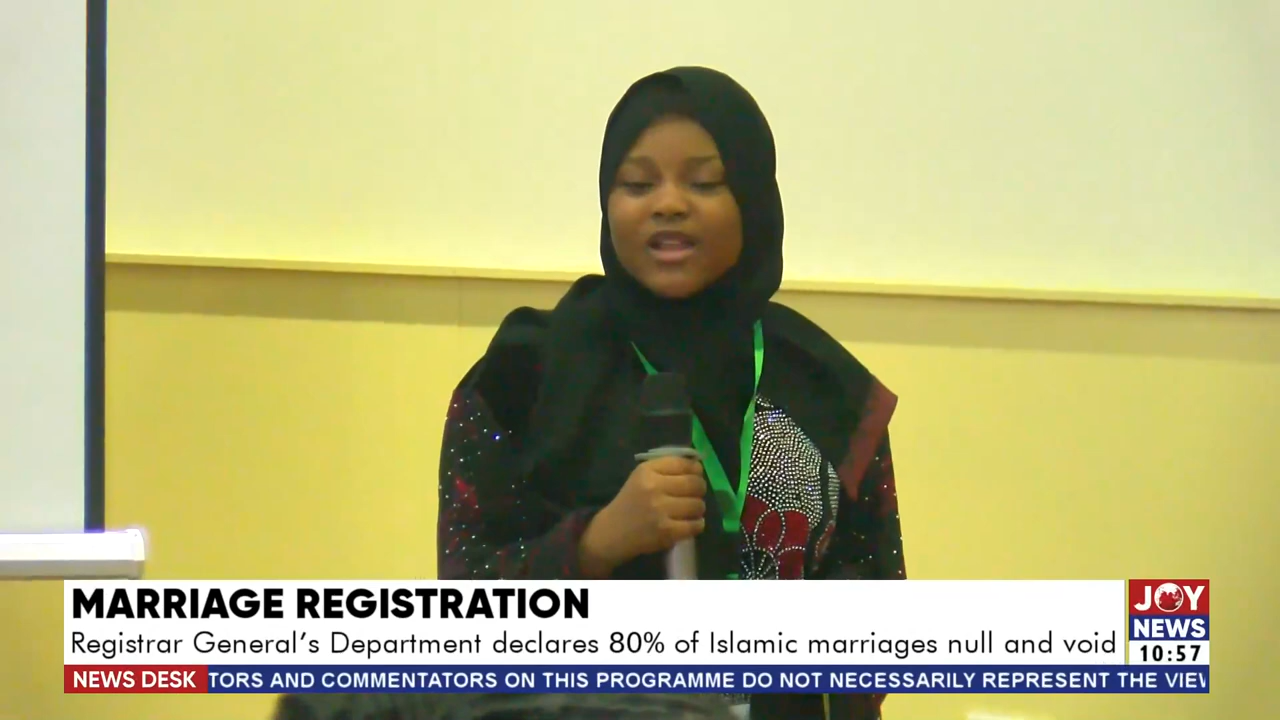 MARRIAGE REGISTRATION
Registrar General's Department declares 80% of Islamic marriages null and void
JOY
NEWS
10:57
NEWS DESK
TORS AND COMMENTATORS ON THIS PROGRAMME DO NOT NECESSARILY REPRESENT THE VIEW